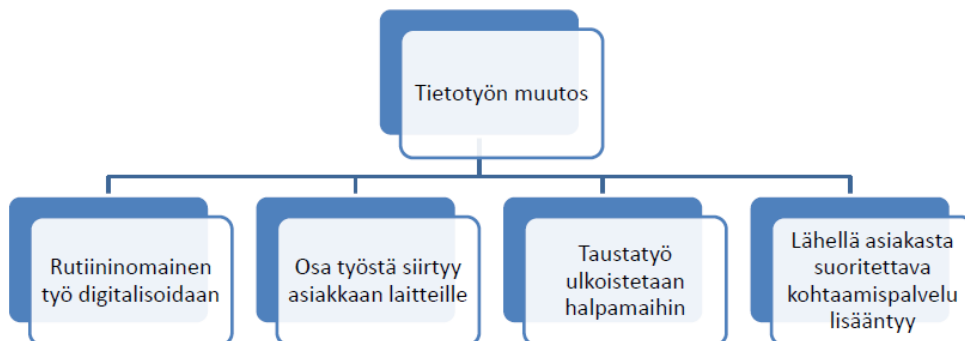 Tietotyön muutos
Rutiininomainen
työ digitalisoidaan
Osa työstä siirtyy
asiakkaan laitteille
Taustatyö
ulkoistetaan
halpamaihin
Lähellä asiakasta
suoritettava
kohtaamispalvelu
lisääntyy